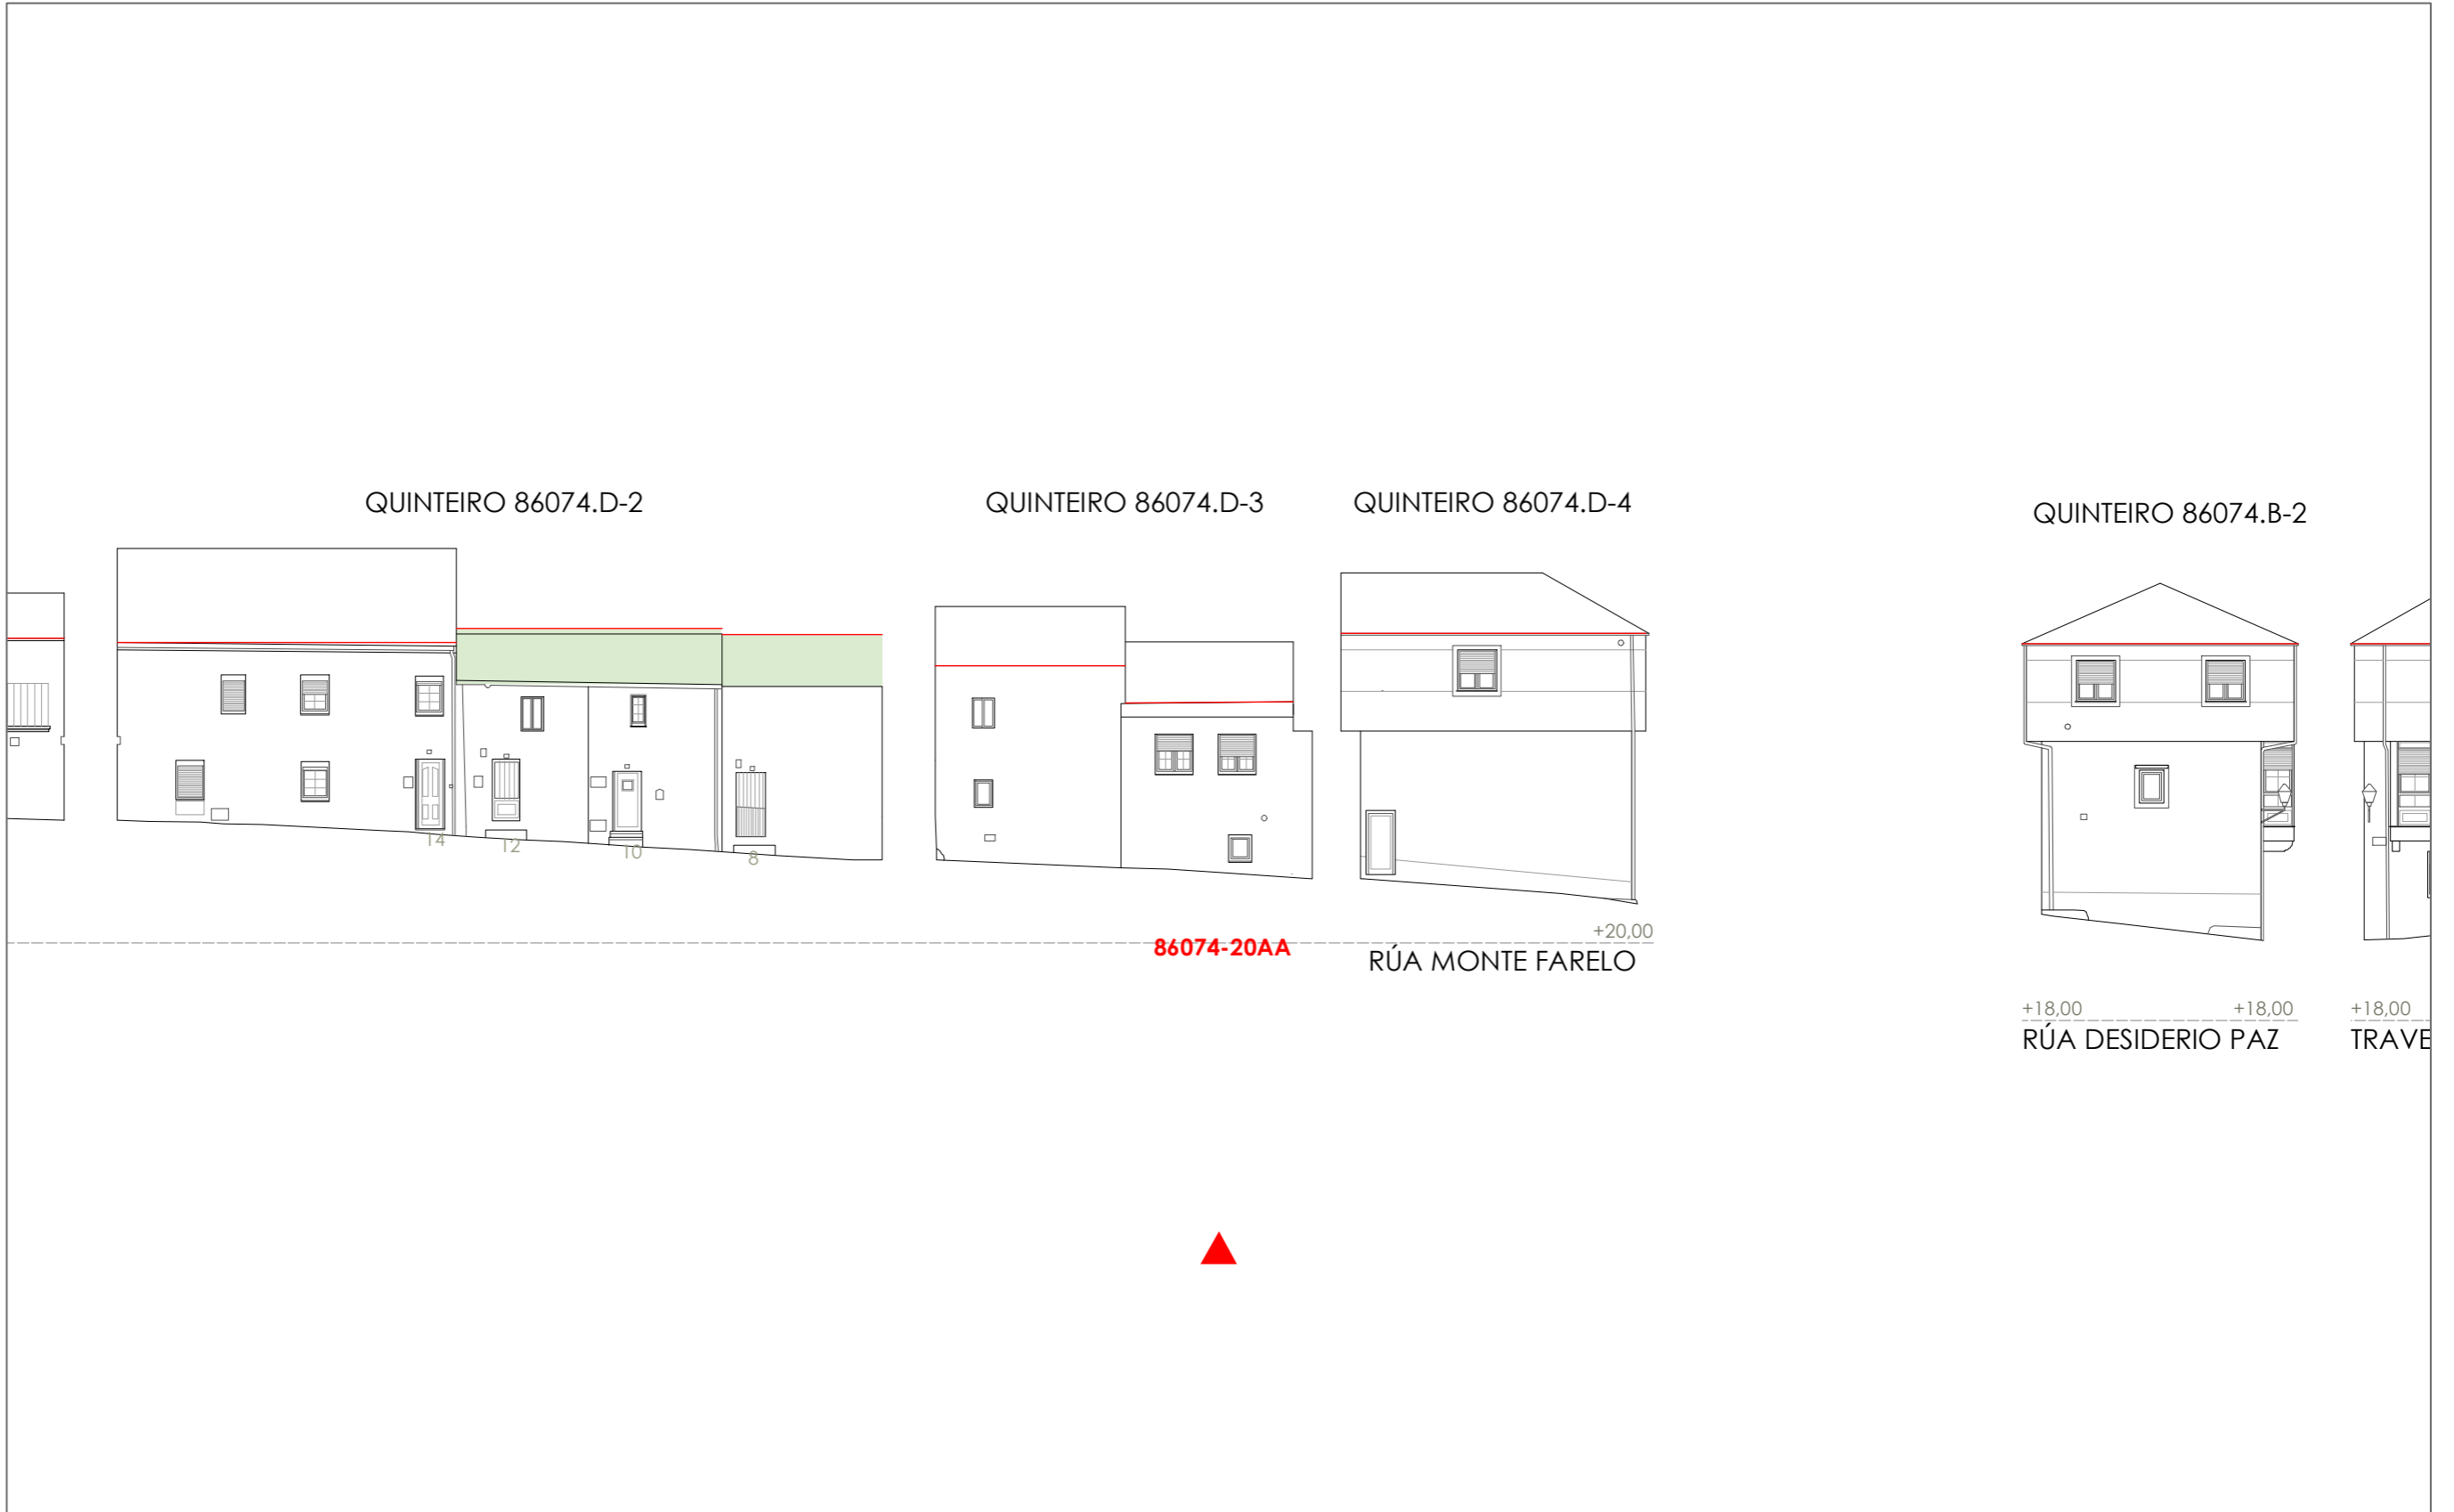 QUINTEIRO 86074.D-2
QUINTEIRO 86074.D-3
QUINTEIRO 86074.D-4
QUINTEIRO 86074.B-2
14
12
10
8
+20,00
86074-20AA
RÚA MONTE FARELO
+18,00
+18,00
+18,00
RÚA DESIDERIO PAZ
TRAVE